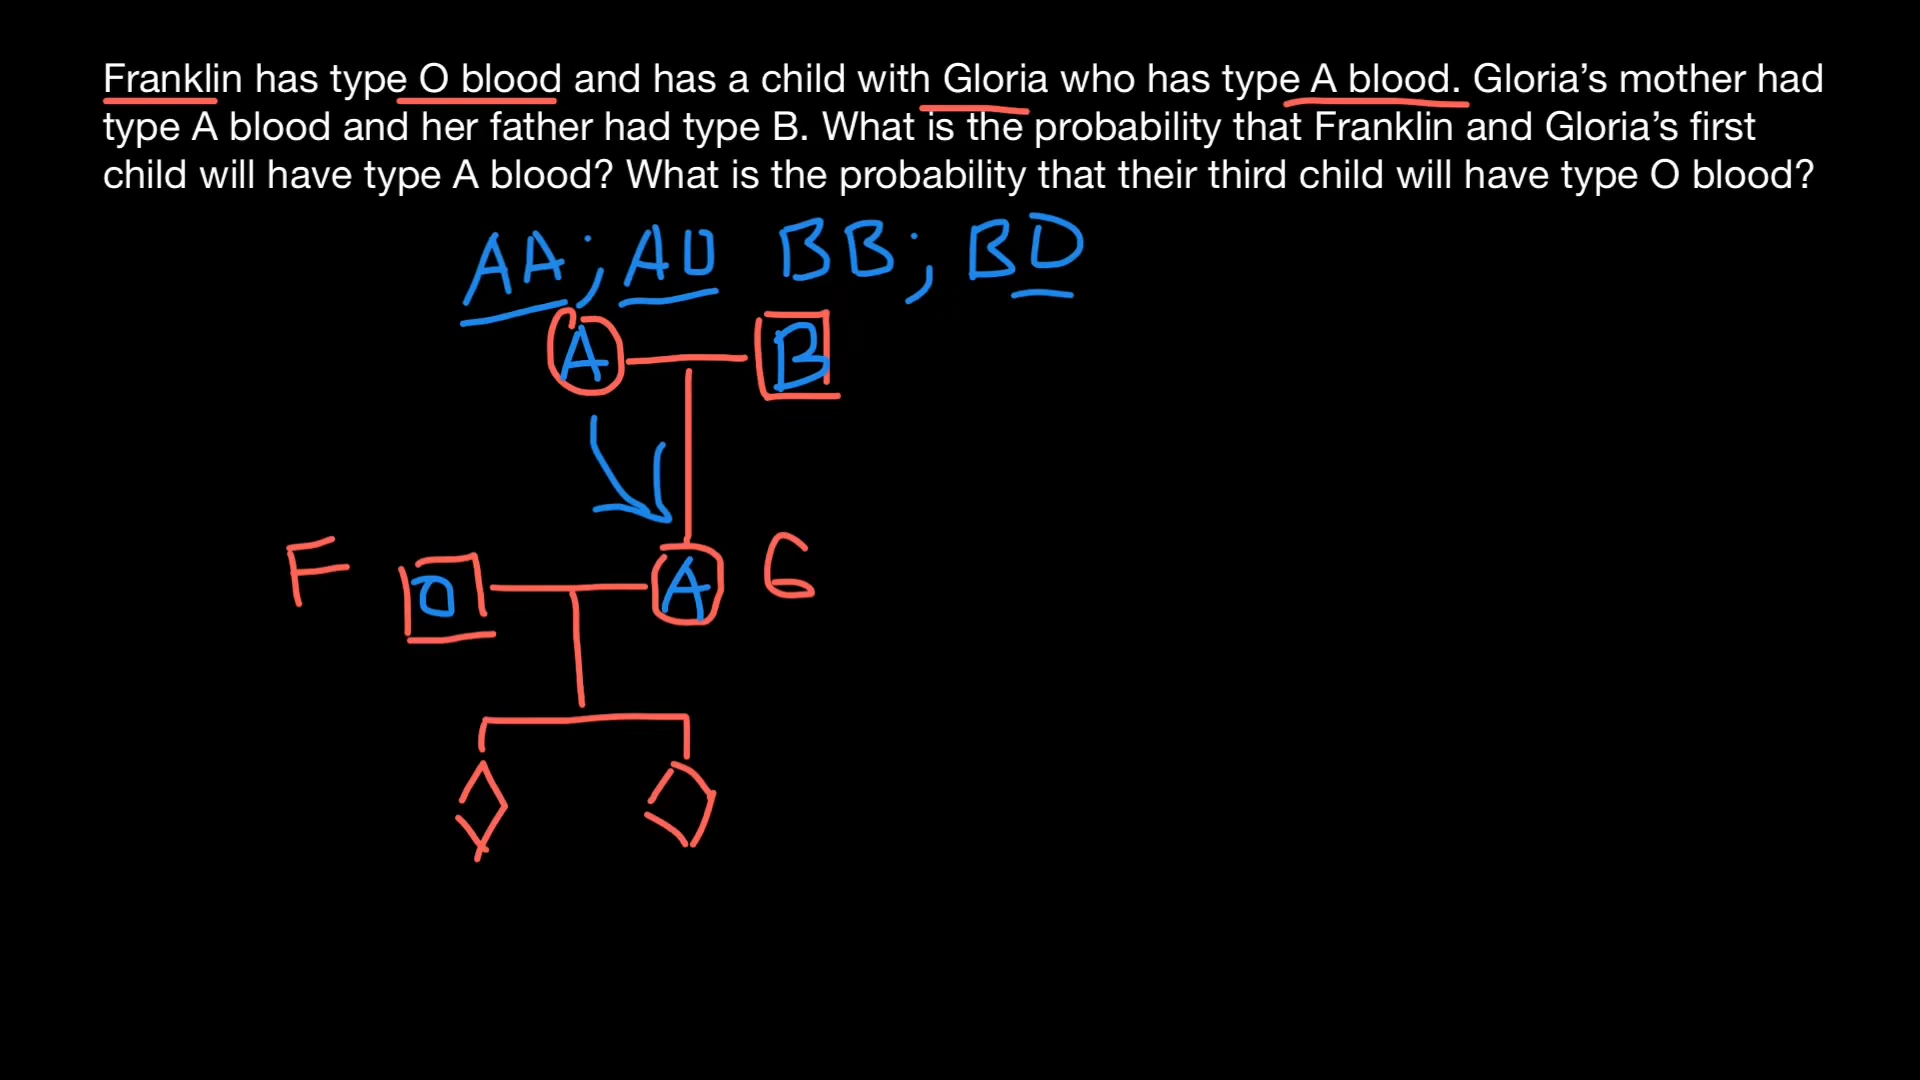 Franklin has type O blood and has a child with Gloria who has type A blood. Gloria’s mother had
type A blood and her father had type B. What is the probability that Franklin and Gloria’s first
child will have type A blood? What is the probability that their third child will have type O blood?
AA; AO BB; BO
A B
F O A G